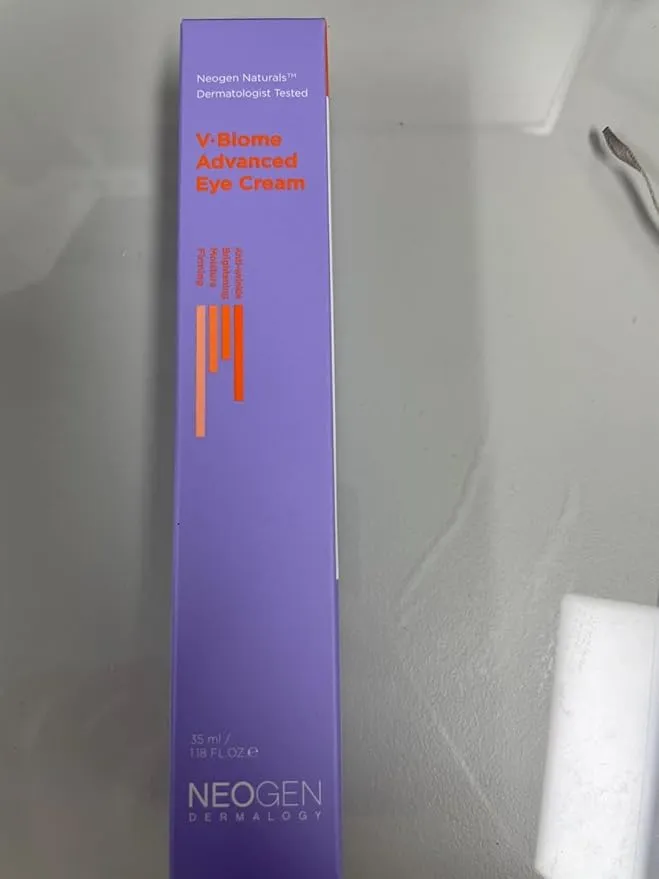 Neogen Naturals™
Dermatologist Tested
V·Biome
Advanced
Eye Cream
Firming
Moisture
Brightening
Anti-wrinkle
35 ml /
1.18 FL.OZ.℮
NEOGEN
DERMALOGY